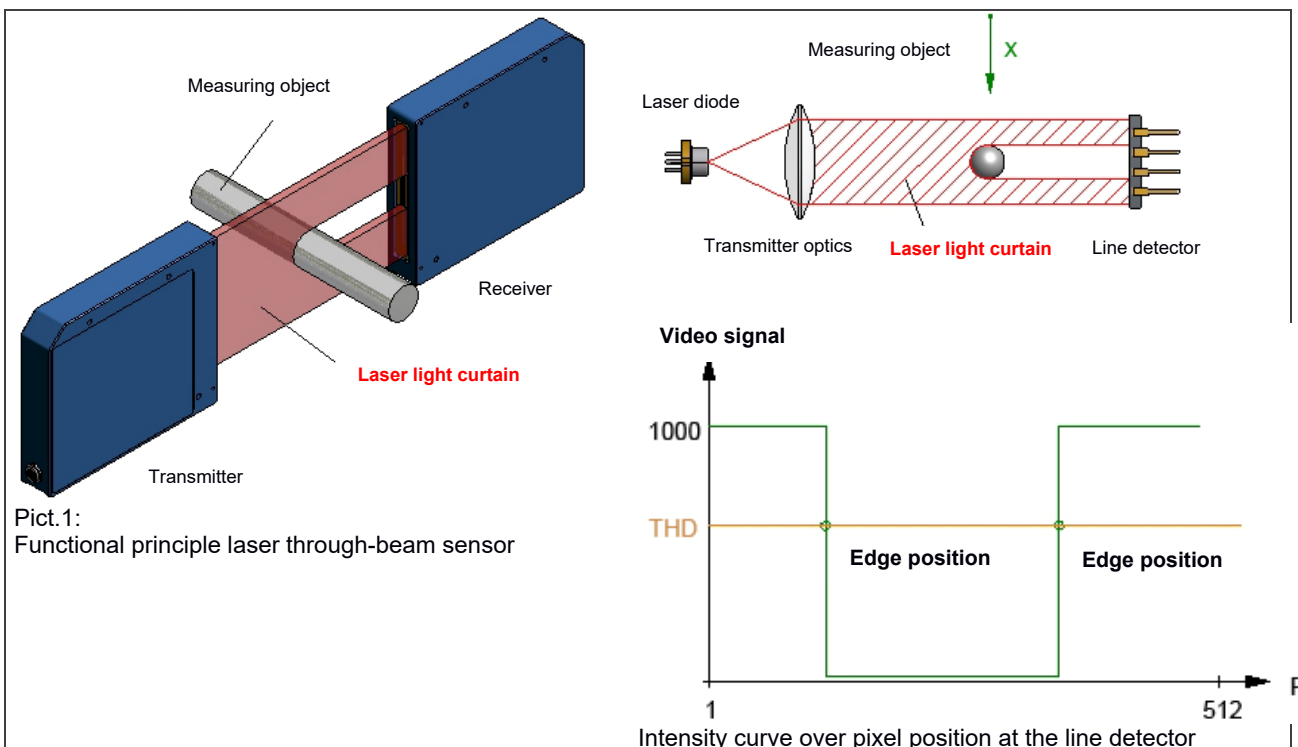 Measuring object
Receiver
Laser light curtain
Transmitter
Pict.1:
Functional principle laser through-beam sensor
Measuring object
X
Laser diode
Transmitter optics
Laser light curtain
Line detector
Video signal
1000
THD
Edge position
Edge position
1
512
Intensity curve over pixel position at the line detector